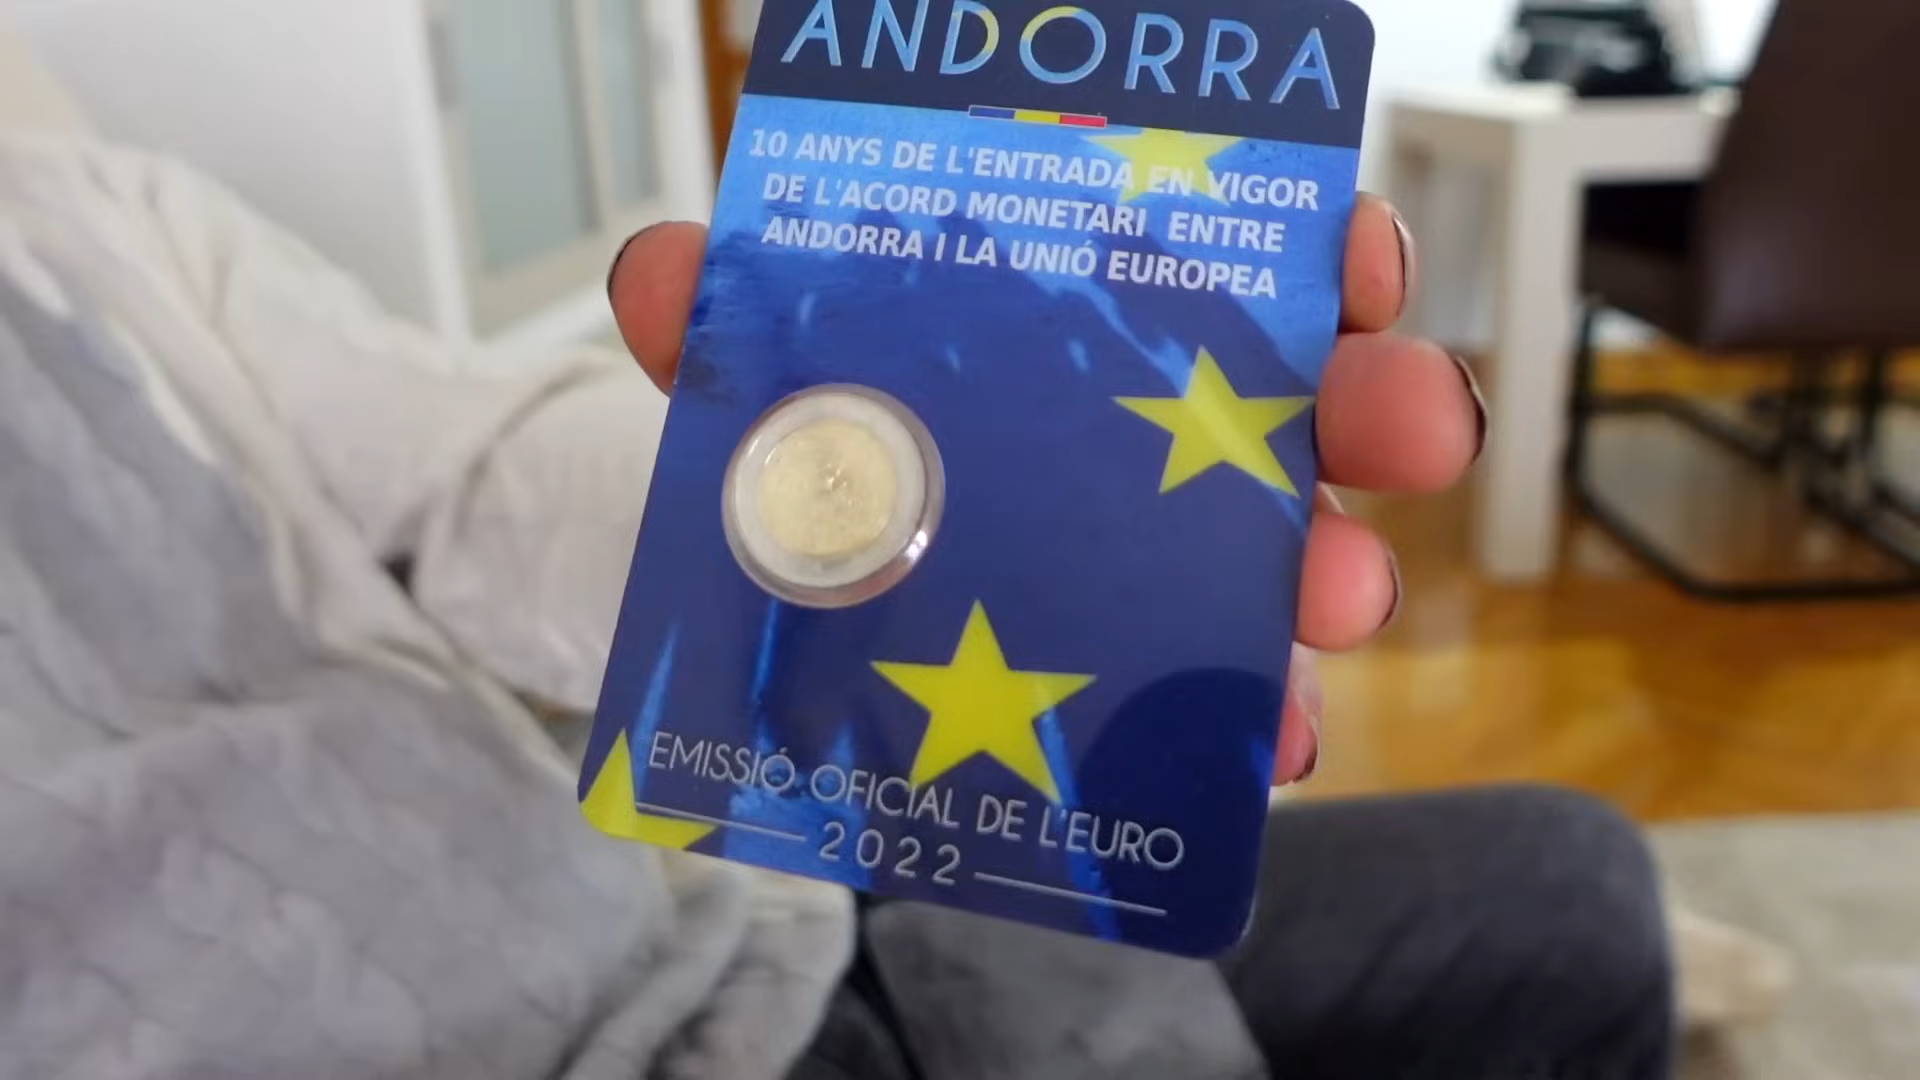 ANDORRA
10 ANYS DE L'ENTRADA EN VIGOR
DE L'ACORD MONETARI ENTRE
ANDORRA I LA UNIÓ EUROPEA
EMISSIÓ OFICIAL DE L'EURO
2022